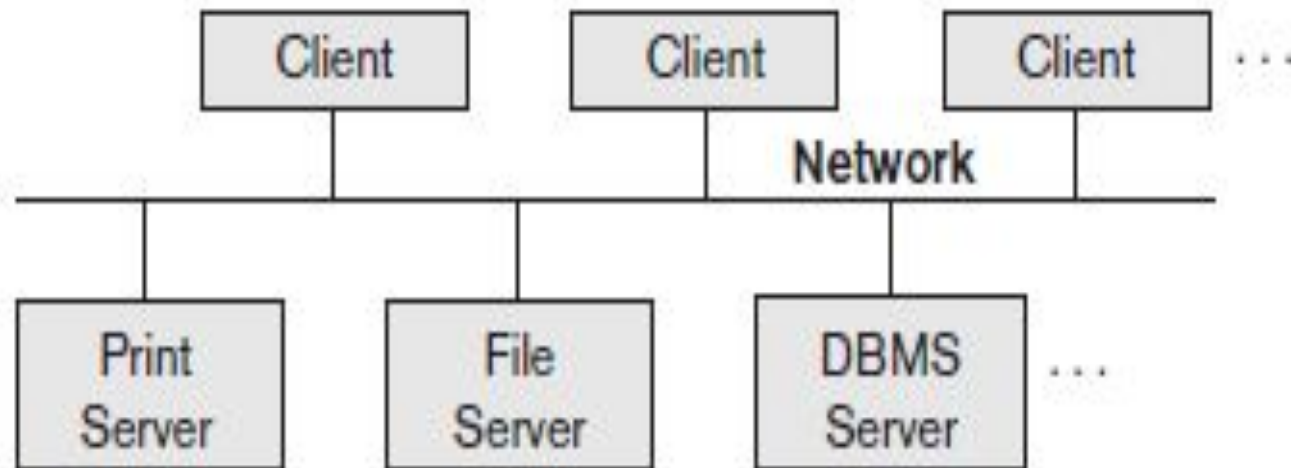 Client Client Client ...
Network
Print File DBMS ...
Server Server Server